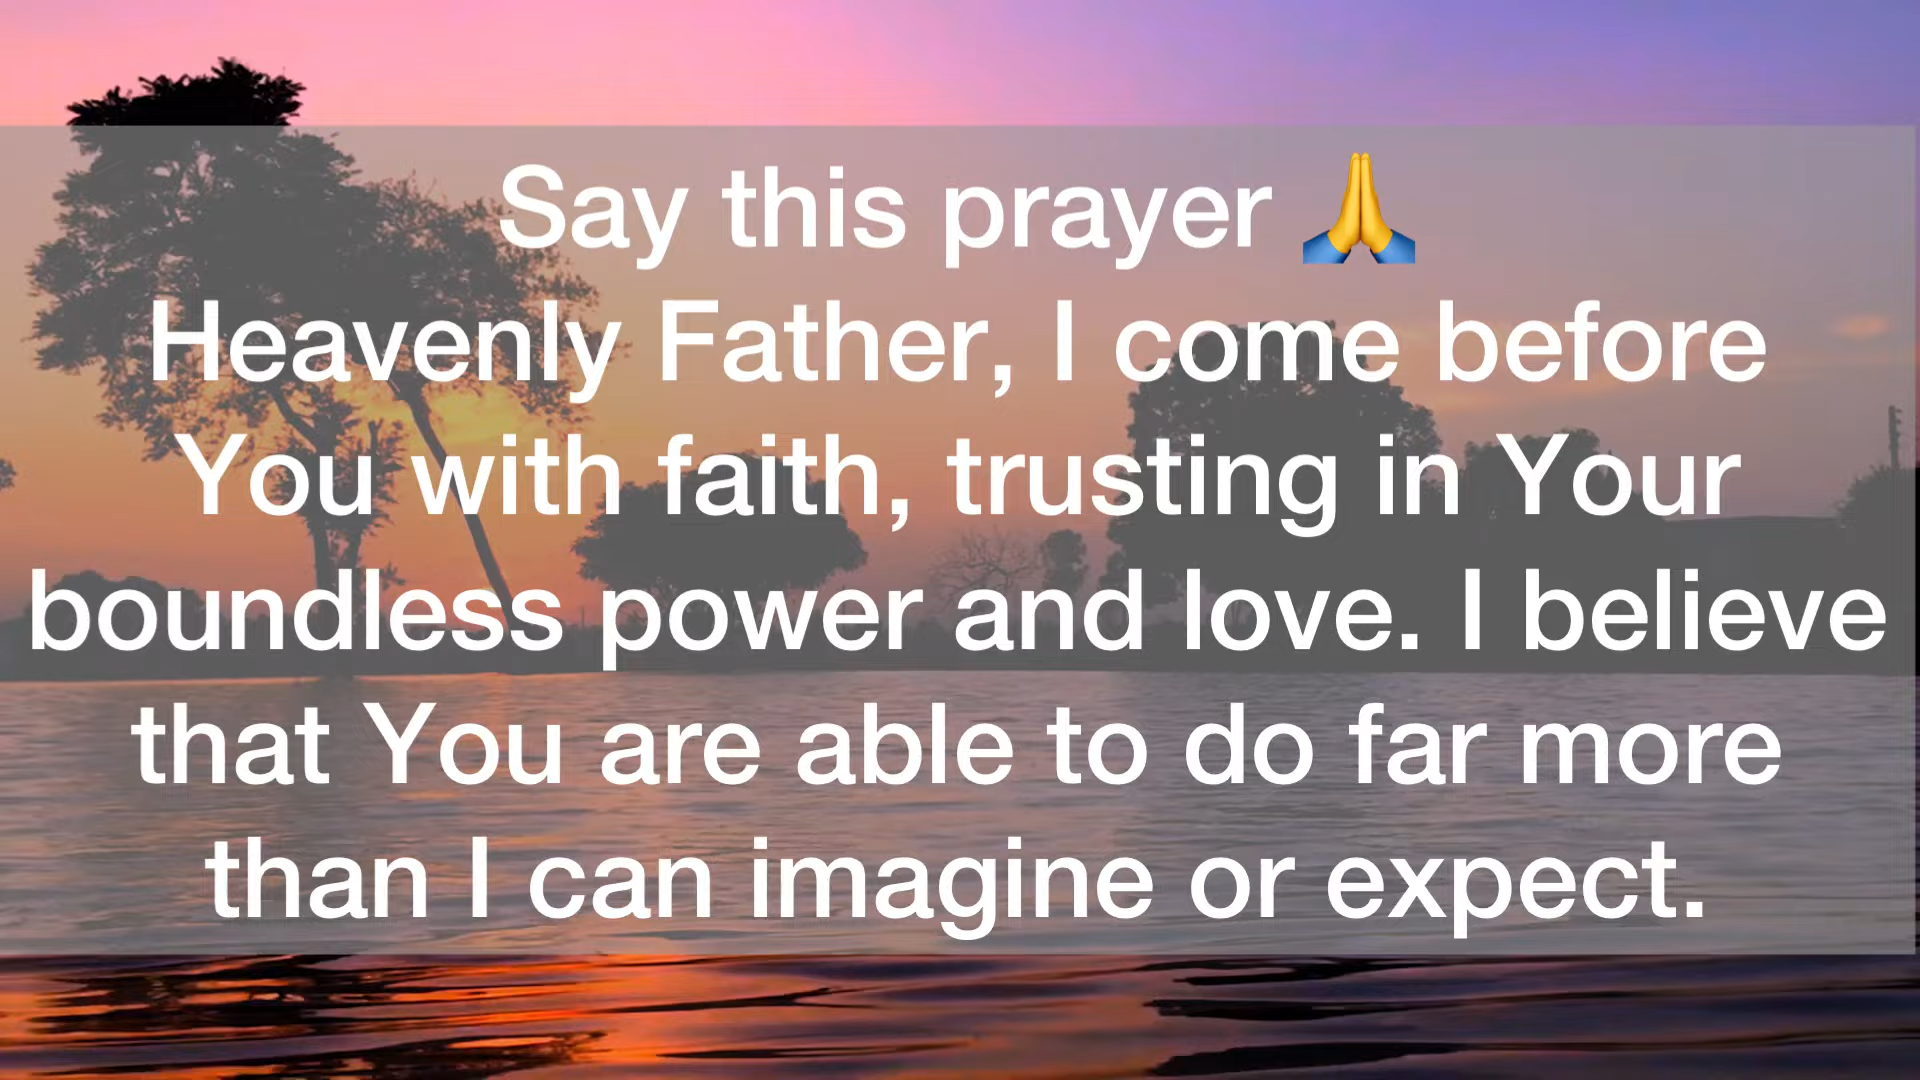 Say this prayer 🙏
Heavenly Father, I come before
You with faith, trusting in Your
boundless power and love. I believe
that You are able to do far more
than I can imagine or expect.